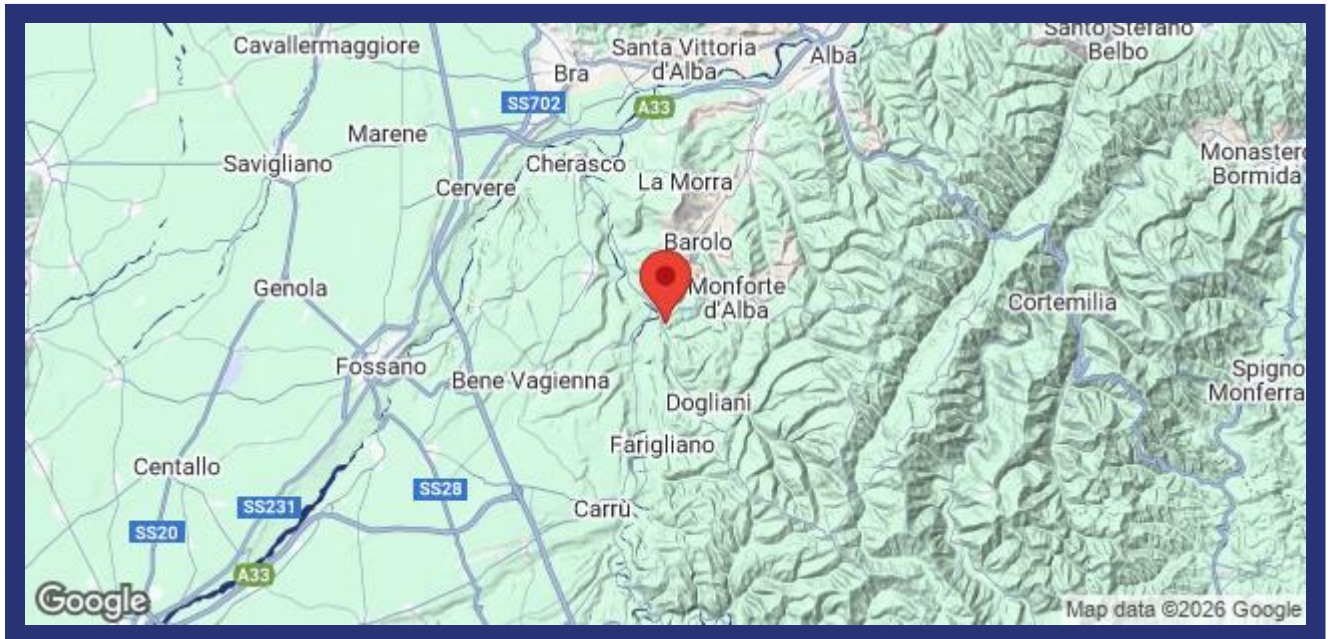 Cavallermaggiore
Santa Vittoria
d'Alba
Alba
Santo Stefano
Belbo
Bra
SS702
A33
Marene
Savigliano
Cherasco
Monastero
Bormida
Cervere
La Morra
Barolo
Genola
Monforte
d'Alba
Cortemilia
Fossano
Bene Vagienna
Spigno
Monferra
Dogliani
Farigliano
Centallo
SS28
SS231
Carrù
SS20
A33
Google
Map data ©2026 Google